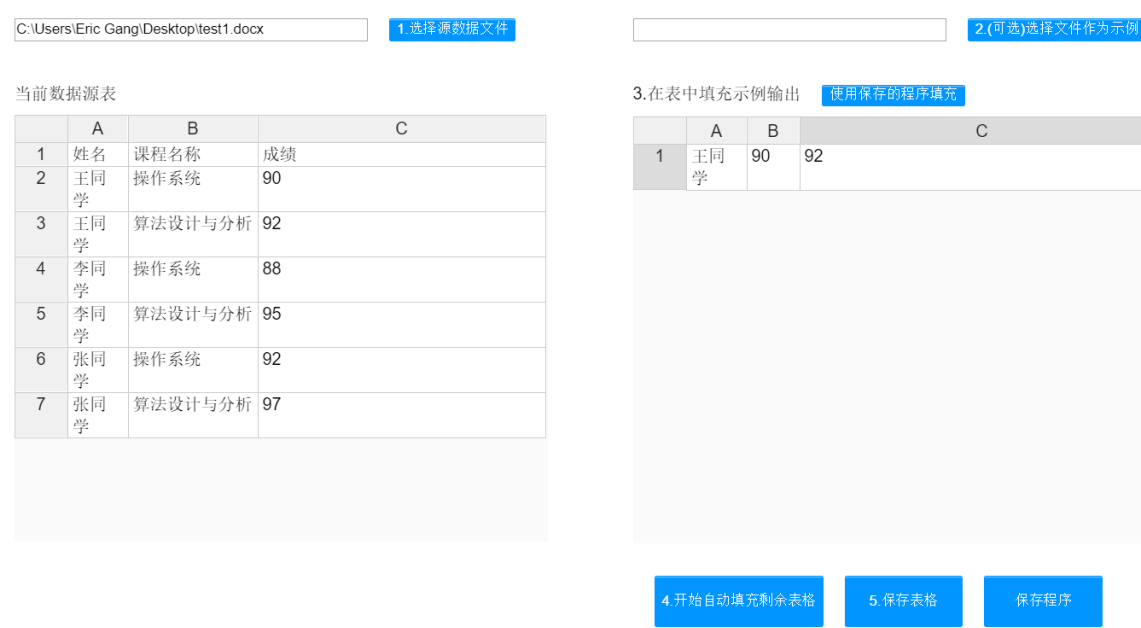 C:\Users\Eric Gang\Desktop\test1.docx 1.选择源数据文件 2.(可选)选择文件作为示例
当前数据源表
A B C
1 姓名 课程名称 成绩
2 王同学 操作系统 90
3 王同学 算法设计与分析 92
4 李同学 操作系统 88
5 李同学 算法设计与分析 95
6 张同学 操作系统 92
7 张同学 算法设计与分析 97
3.在表中填充示例输出 使用保存的程序填充
A B C
1 王同学 90 92
4.开始自动填充剩余表格 5.保存表格 保存程序